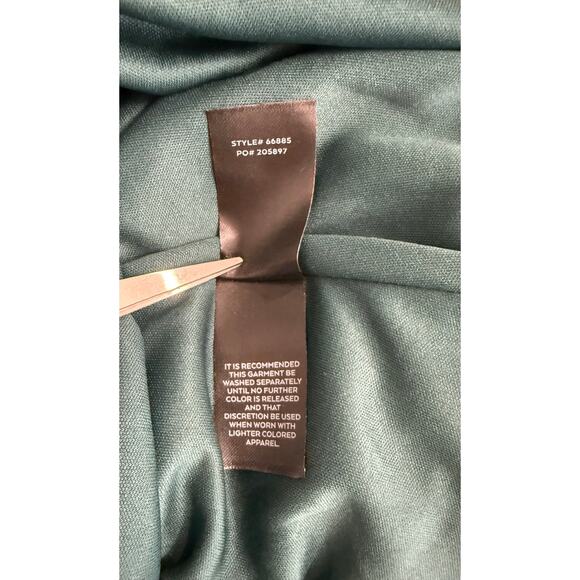 STYLE# 66885
PO# 205897
IT IS RECOMMENDED
THIS GARMENT BE
WASHED SEPARATELY
UNTIL NO FURTHER
COLOR IS RELEASED
AND THAT
DISCRETION BE USED
WHEN WORN WITH
LIGHTER COLORED
APPAREL